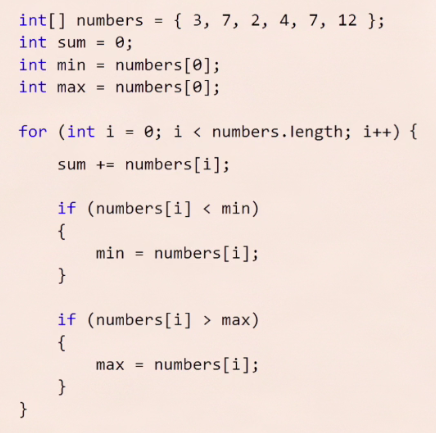 int[] numbers = { 3, 7, 2, 4, 7, 12 };
int sum = 0;
int min = numbers[0];
int max = numbers[0];

for (int i = 0; i < numbers.length; i++) {
    sum += numbers[i];

    if (numbers[i] < min)
    {
        min = numbers[i];
    }

    if (numbers[i] > max)
    {
        max = numbers[i];
    }
}